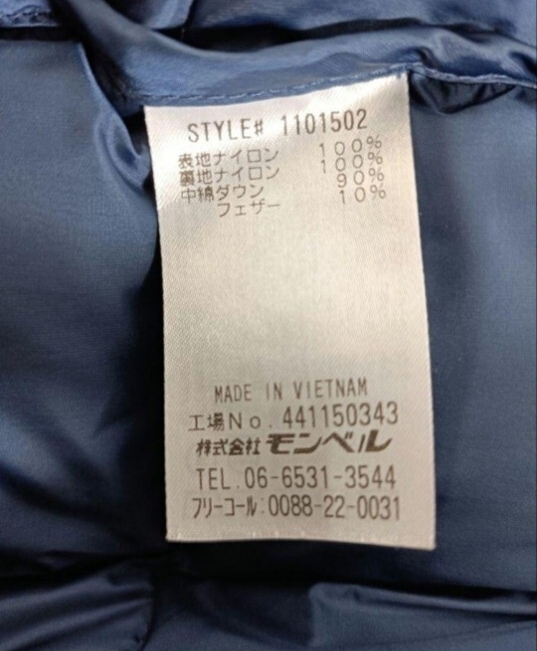 STYLE# 1101502
表地ナイロン 100%
裏地ナイロン 100%
中綿ダウン 90%
フェザー 10%
MADE IN VIETNAM
工場No. 441150343
株式会社モンベル
TEL.06-6531-3544
フリーコール:0088-22-0031